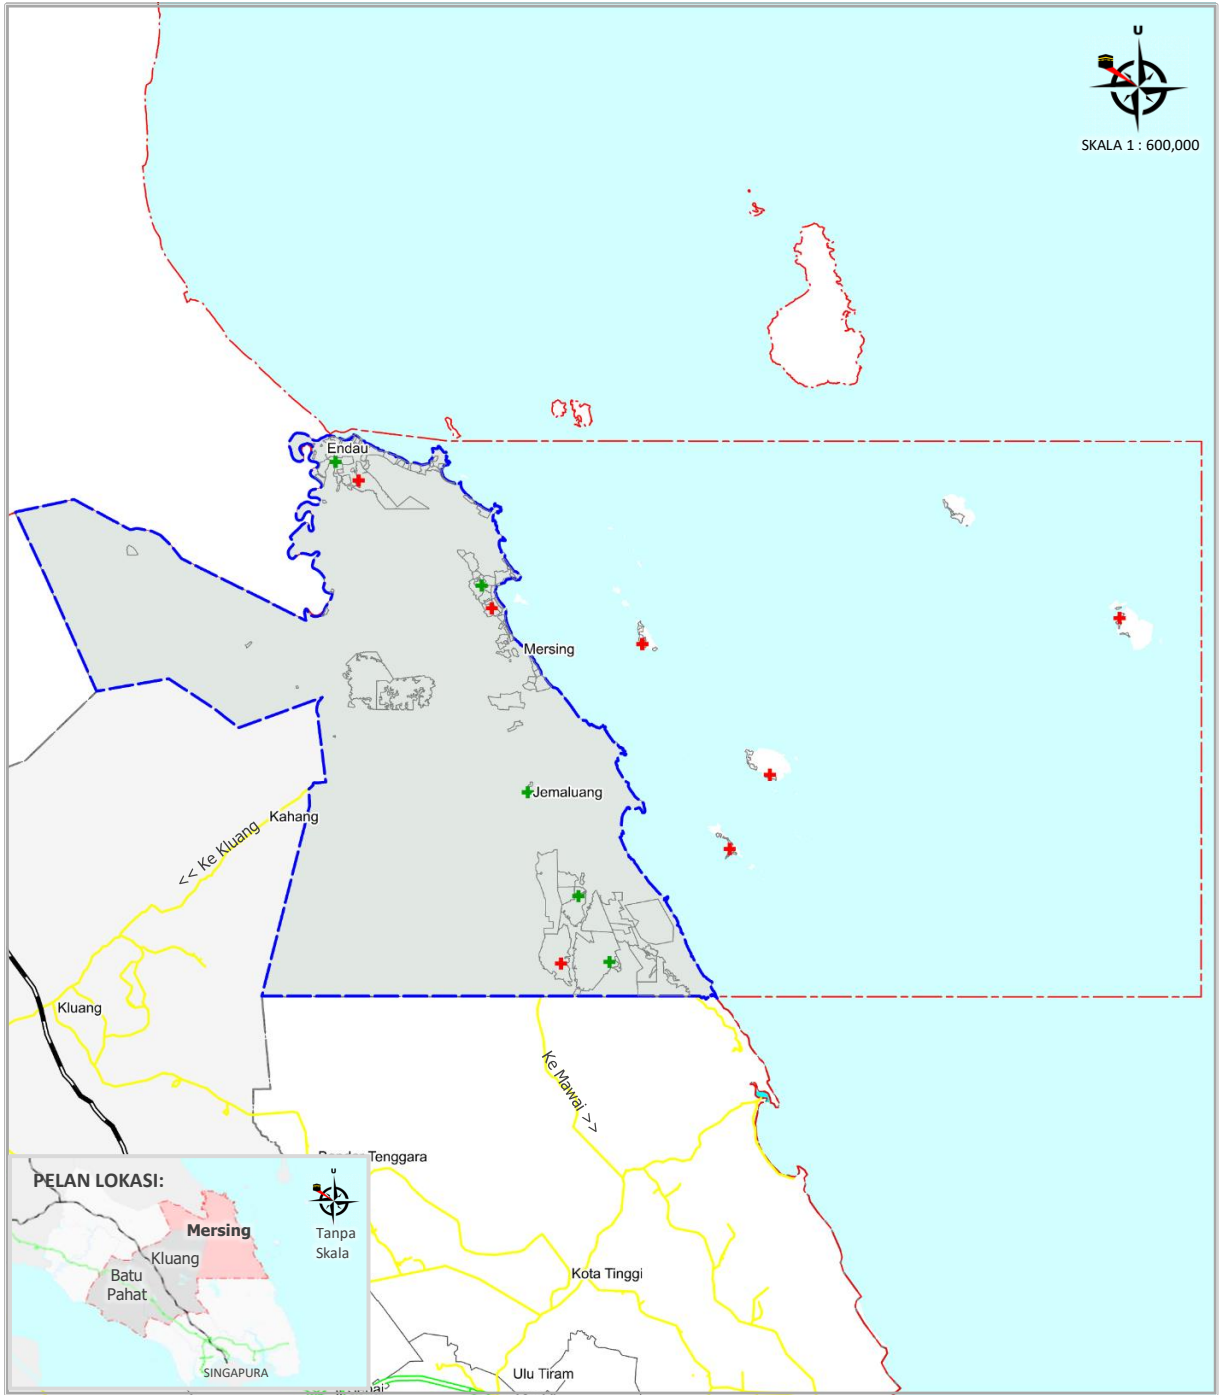 U
SKALA 1 : 600,000
Endau
Mersing
Jemaluang
Kahang
<< Ke Kluang
Kluang
Ke Mawai >>
Tenggara
PELAN LOKASI:
U
Tanpa
Skala
Mersing
Kluang
Batu
Pahat
SINGAPURA
Kota Tinggi
Ulu Tiram